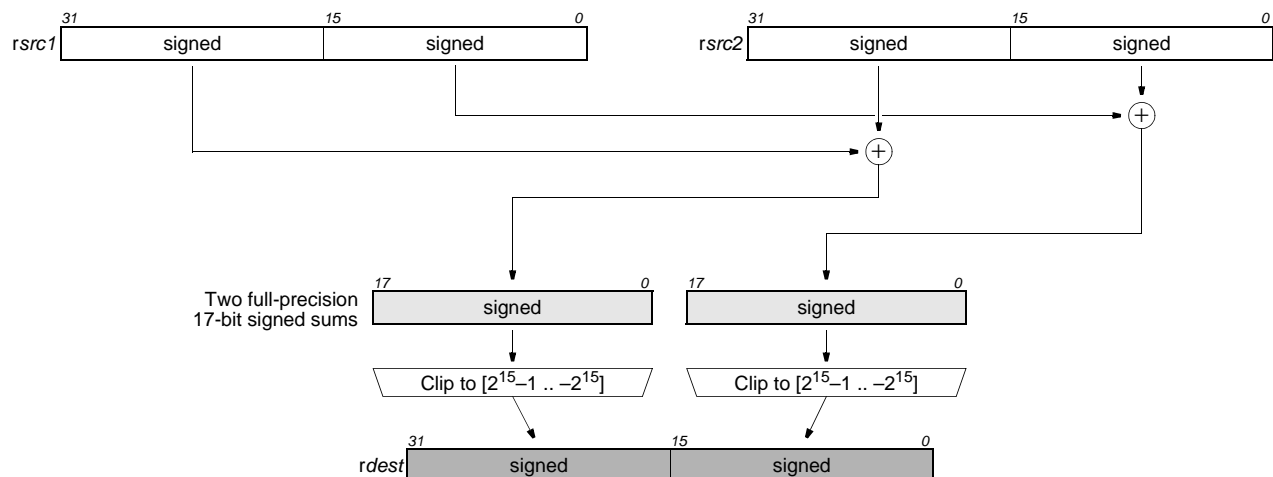 31 15 0 31 15 0
rsrc1 signed signed rsrc2 signed signed
+
+
17 0 17 0
Two full-precision
17-bit signed sums
signed signed
Clip to [2^15–1 .. –2^15] Clip to [2^15–1 .. –2^15]
31 15 0
rdest signed signed